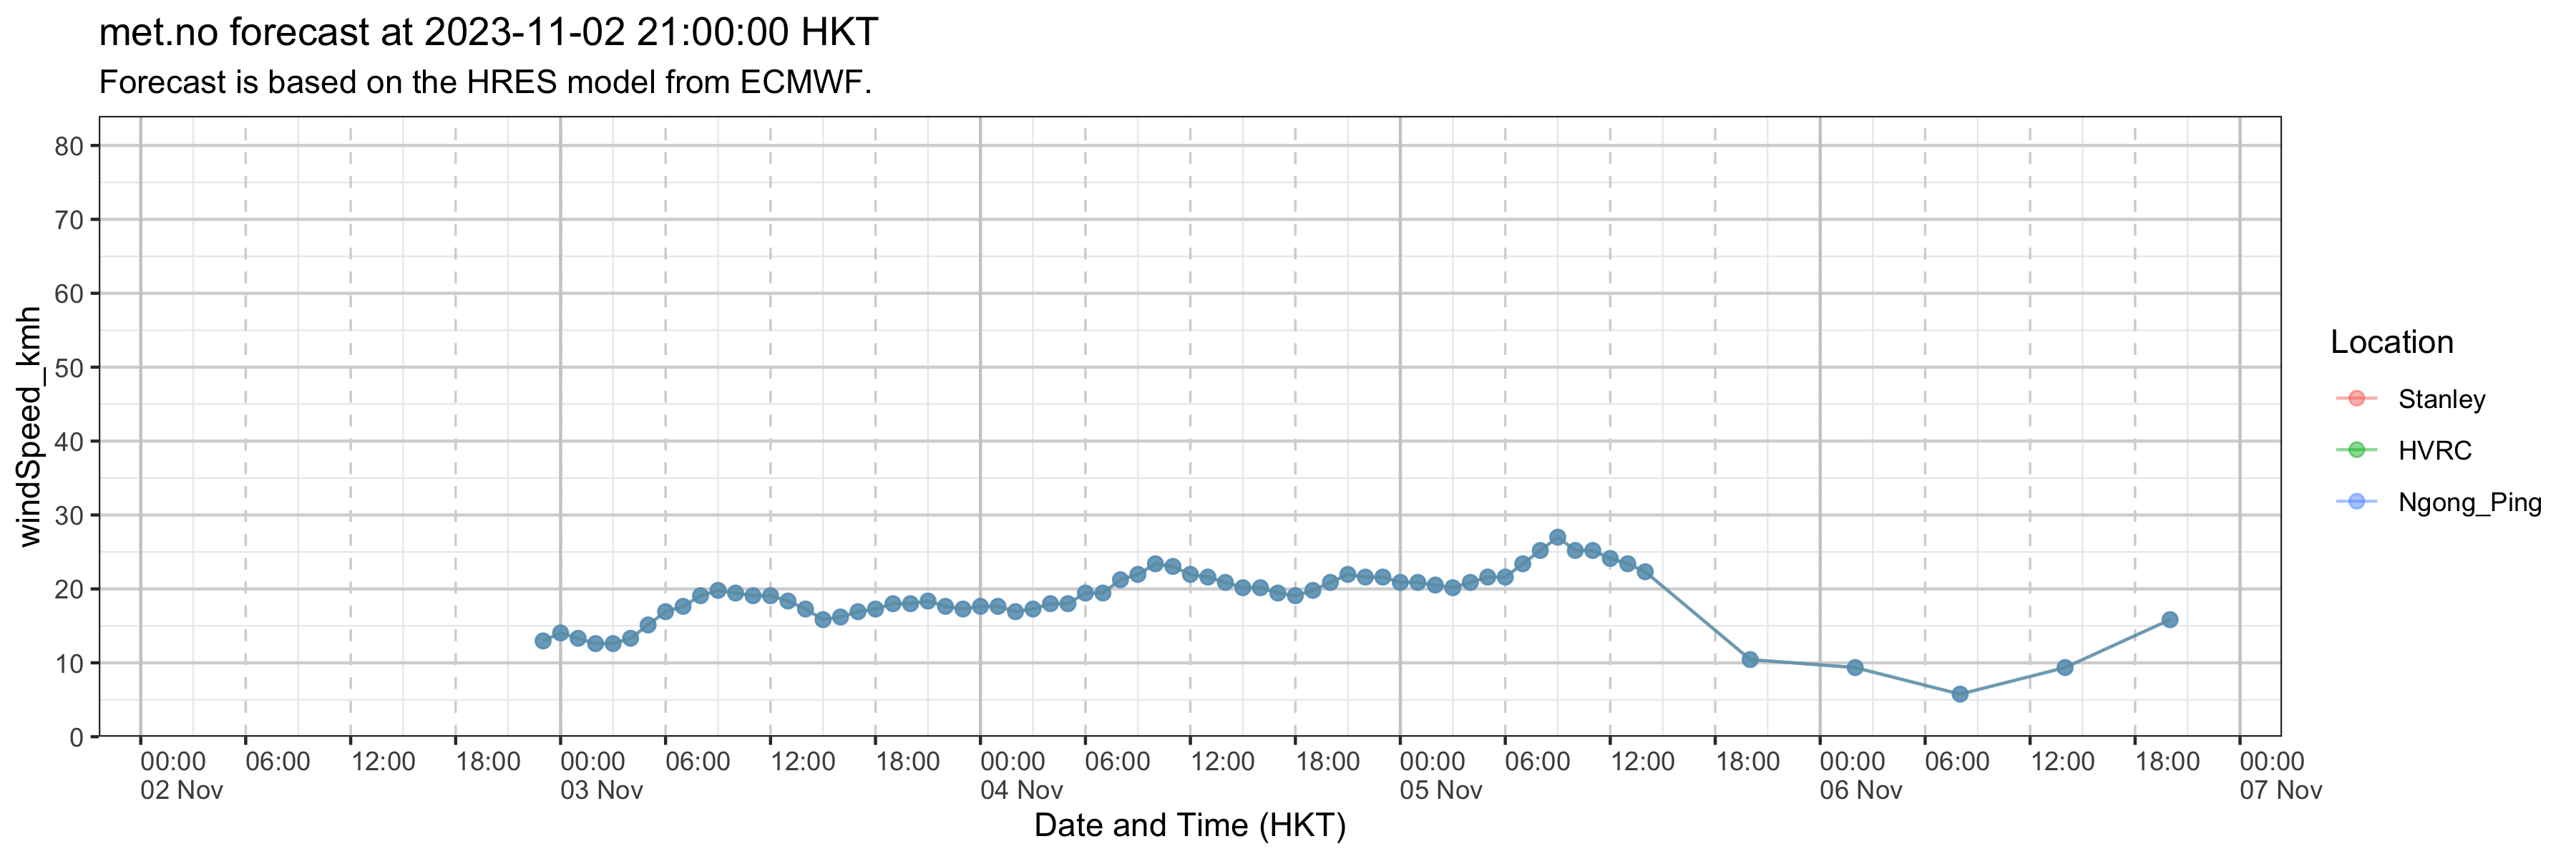 met.no forecast at 2023-11-02 21:00:00 HKT
Forecast is based on the HRES model from ECMWF.
windSpeed_kmh
80
70
60
50
40
30
20
10
0
00:00 06:00 12:00 18:00 00:00 06:00 12:00 18:00 00:00 06:00 12:00 18:00 00:00 06:00 12:00 18:00 00:00 06:00 12:00 18:00 00:00
02 Nov 03 Nov 04 Nov 05 Nov 06 Nov 07 Nov
Date and Time (HKT)
Location
Stanley
HVRC
Ngong_Ping